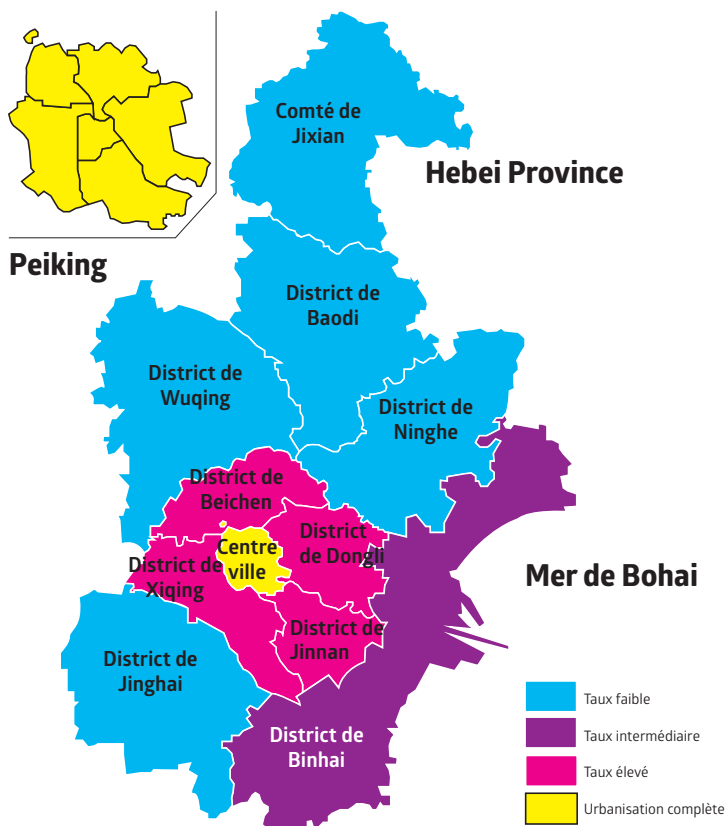 Comté de
Jixian
Hebei Province
Peiking
District de
Baodi
District de
Wuqing
District de
Ninghe
District de
Beichen
District
de Dongli
Centre
ville
District de
Xiqing
Mer de Bohai
District de
Jinnan
District de
Jinghai
District de
Binhai
Taux faible
Taux intermédiaire
Taux élevé
Urbanisation complète